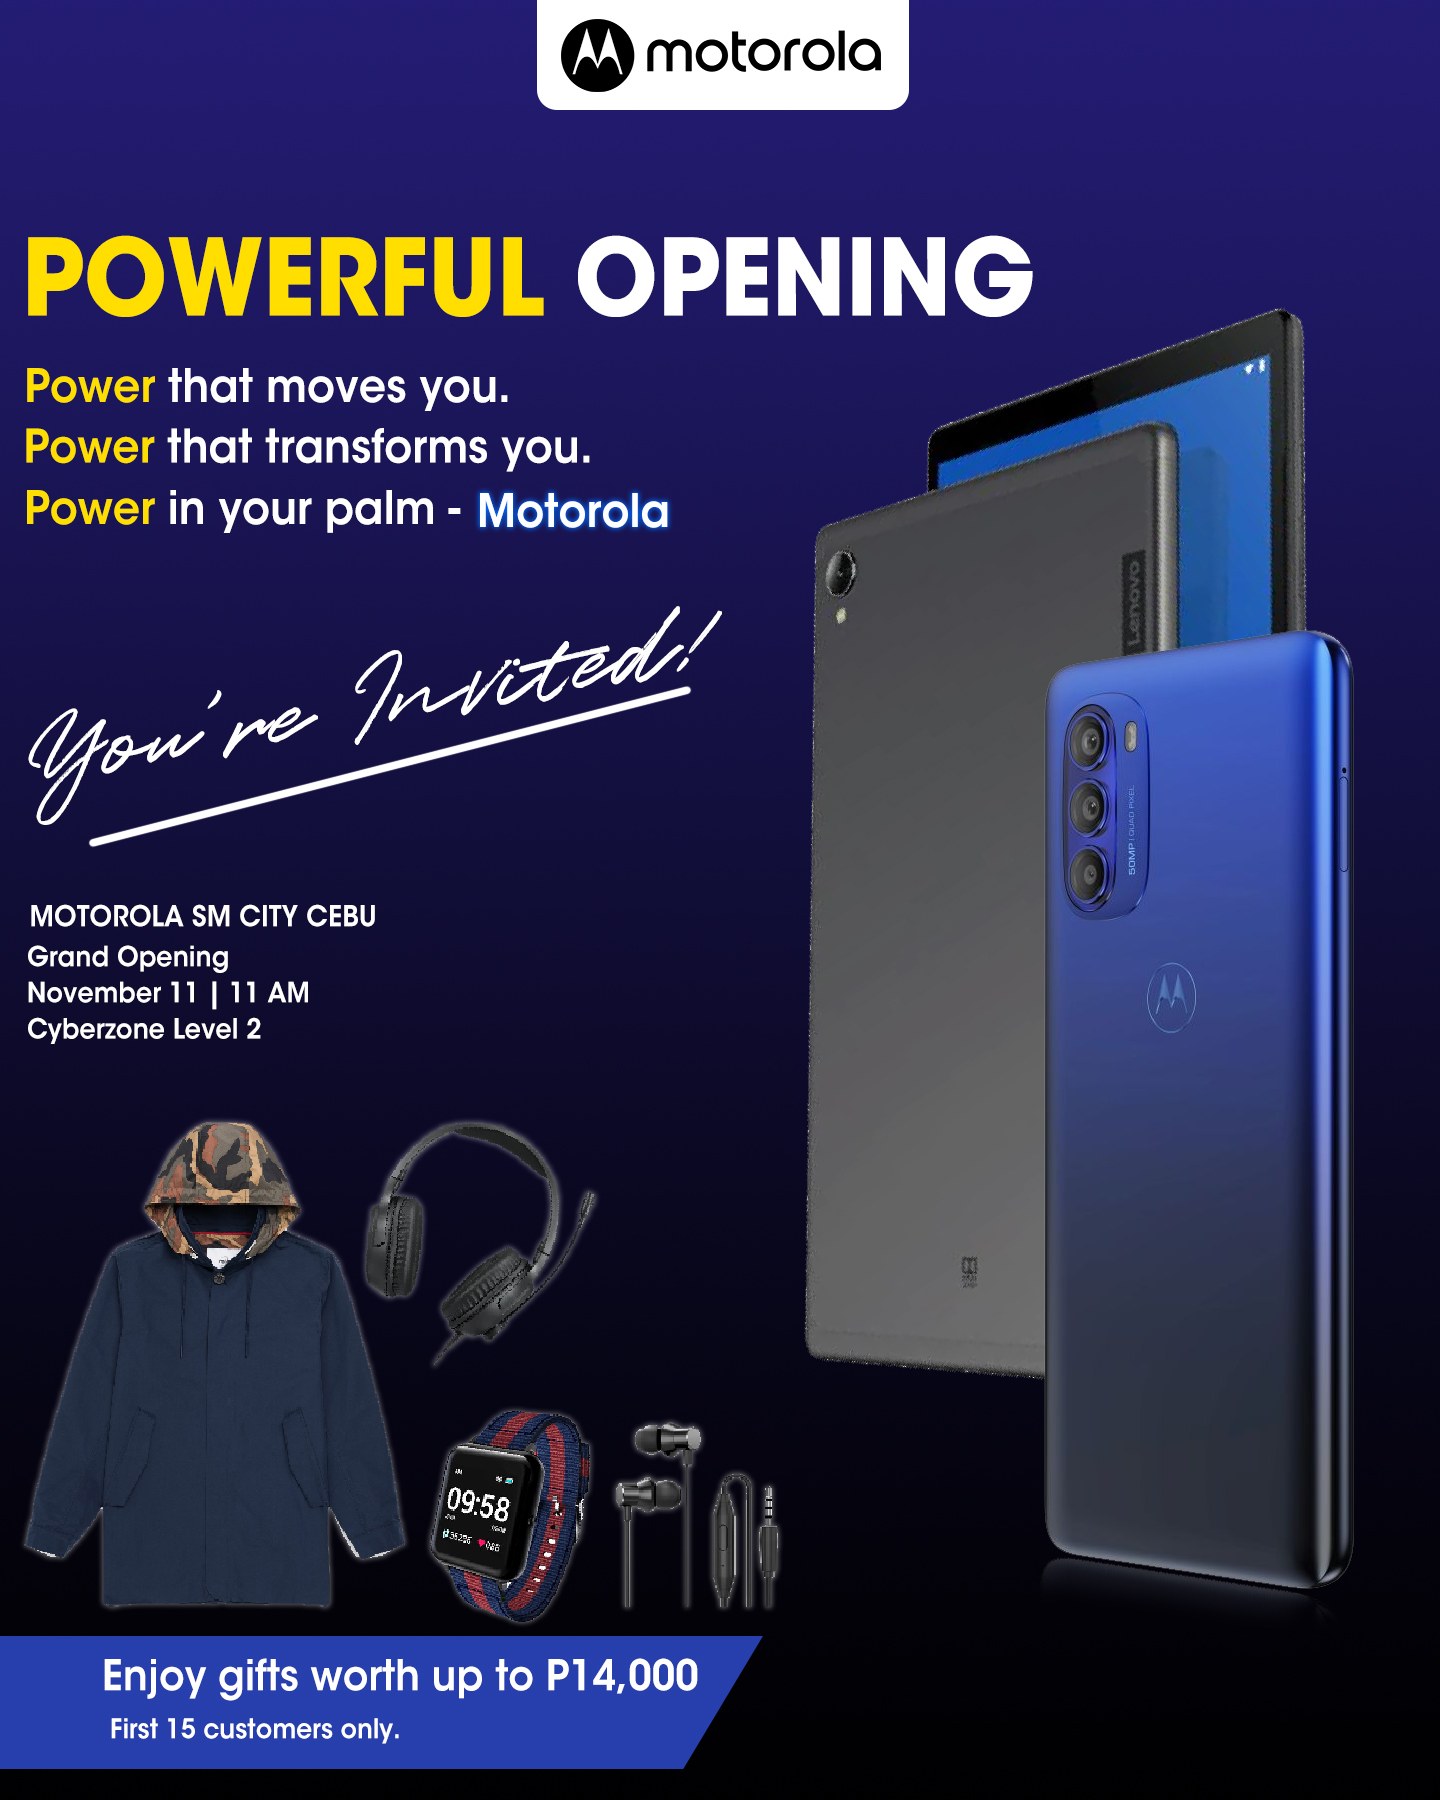 motorola
POWERFUL OPENING
Power that moves you.
Power that transforms you.
Power in your palm - Motorola
You're Invited!
Lenovo
50MP | QUAD PIXEL
MOTOROLA SM CITY CEBU
Grand Opening
November 11 | 11 AM
Cyberzone Level 2
09:58
Enjoy gifts worth up to P14,000
First 15 customers only.